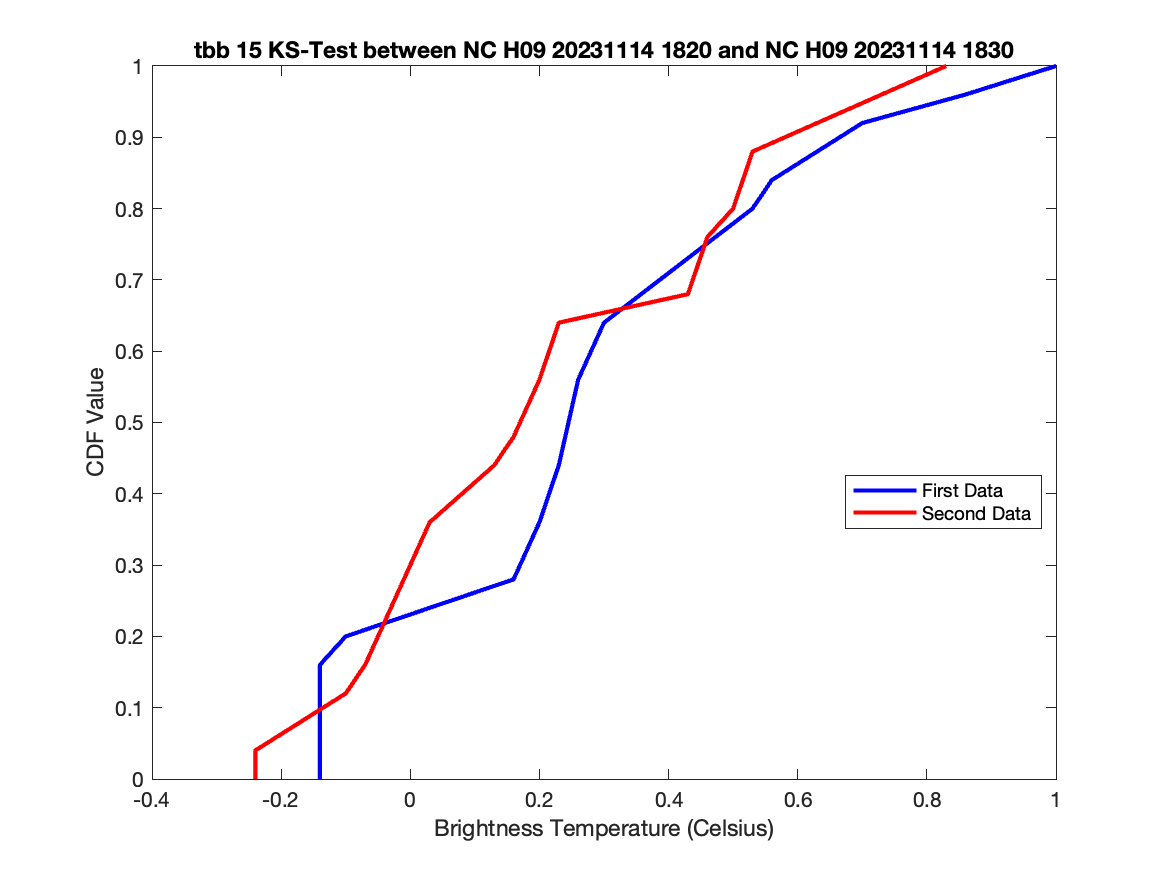 tbb 15 KS-Test between NC H09 20231114 1820 and NC H09 20231114 1830
1
0.9
0.8
0.7
0.6
0.5
0.4
0.3
0.2
0.1
0
CDF Value
First Data
Second Data
-0.4 -0.2 0 0.2 0.4 0.6 0.8 1
Brightness Temperature (Celsius)